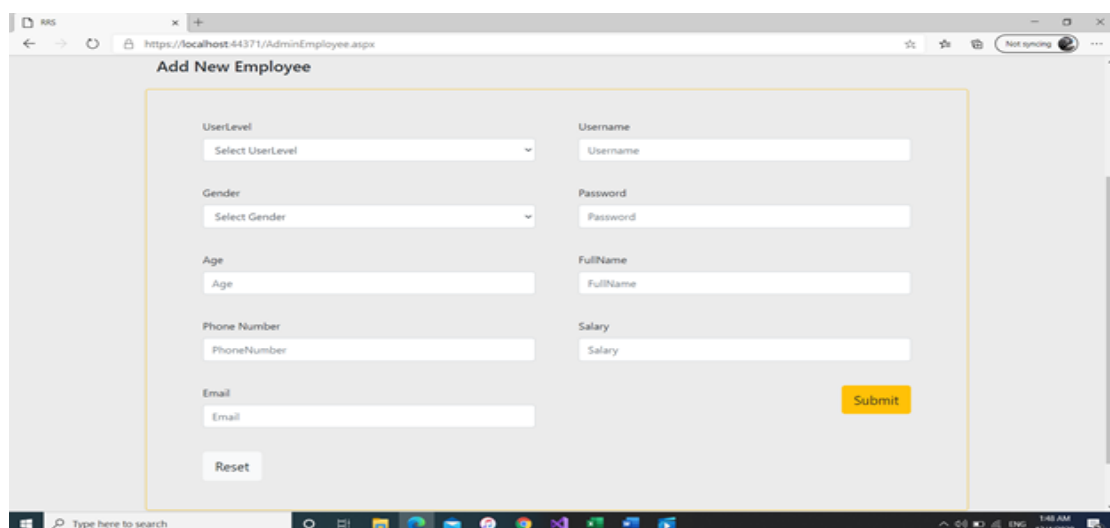 RRS
https://localhost:44371/AdminEmployee.aspx
Not syncing
Add New Employee
UserLevel
Select UserLevel
Username
Username
Gender
Select Gender
Password
Password
Age
Age
FullName
FullName
Phone Number
PhoneNumber
Salary
Salary
Email
Email
Submit
Reset
Type here to search
ENG
1:48 AM